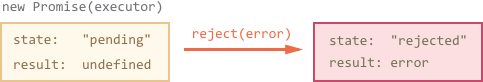 new Promise(executor)
state: "pending"
result: undefined
reject(error)
state: "rejected"
result: error